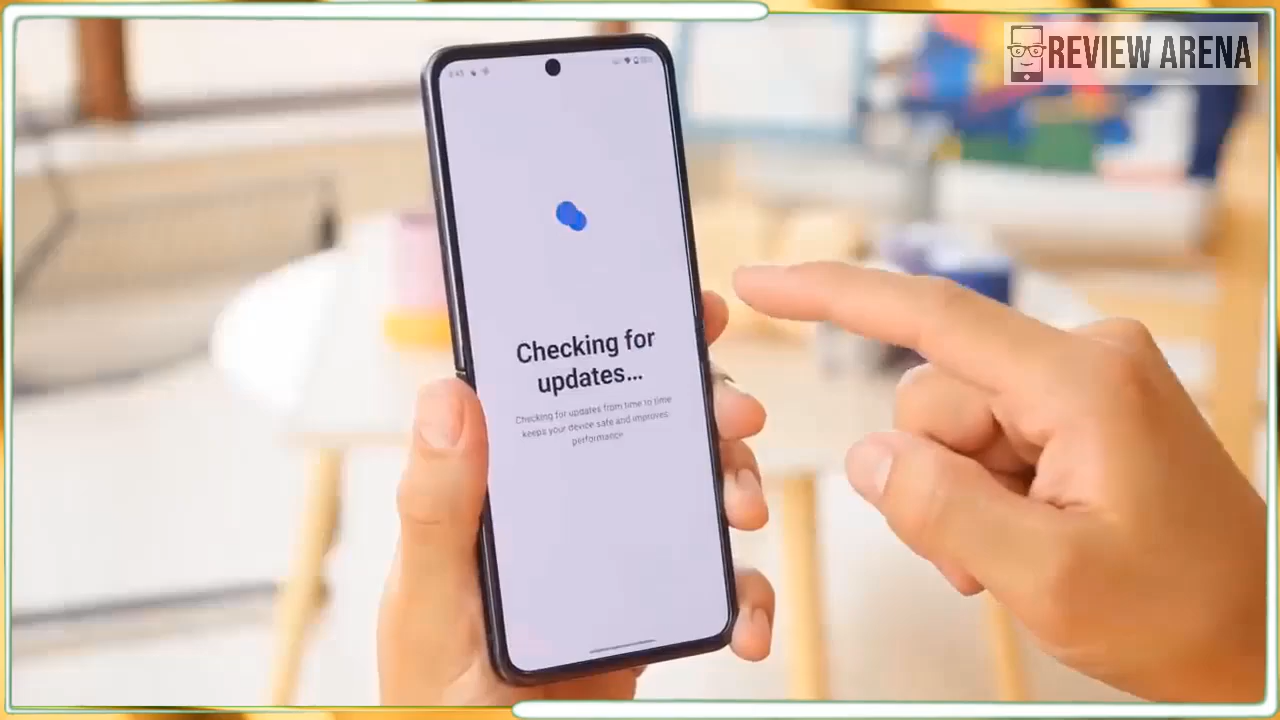 REVIEW ARENA
Checking for
updates...
Checking for updates from time to time
keeps your device safe and improves
performance